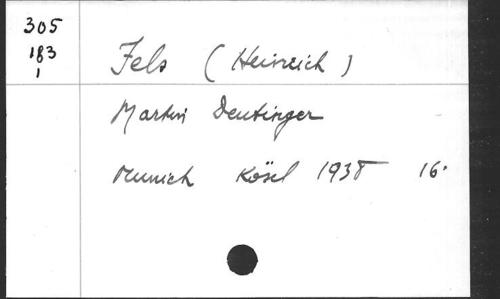 305
183
1
Fels (Heinrich)
Martin Deutinger
Munich Kösel 1938 16°